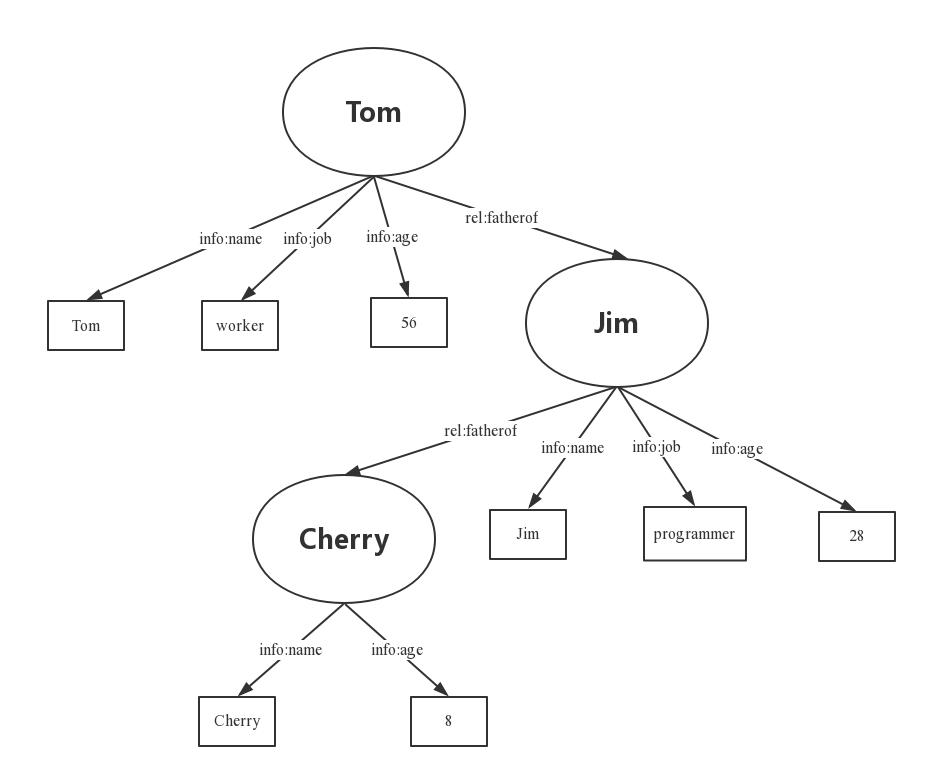 Tom
rel:fatherof
info:name
info:job
info:age
Tom
worker
56
Jim
rel:fatherof
info:name
info:job
info:age
Cherry
Jim
programmer
28
info:name
info:age
Cherry
8